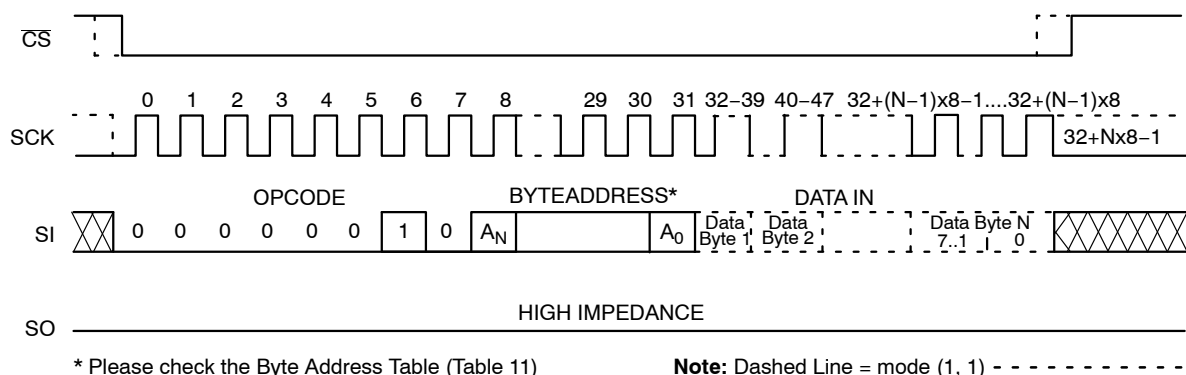 CS
0 1 2 3 4 5 6 7 8 29 30 31 32−39 40−47 32+(N−1)x8−1....32+(N−1)x8
SCK
32+Nx8−1
OPCODE BYTEADDRESS* DATA IN
SI 0 0 0 0 0 0 1 0 AN A0 Data Byte 1 Data Byte 2 Data Byte N 7..1 0
HIGH IMPEDANCE
SO
* Please check the Byte Address Table (Table 11) Note: Dashed Line = mode (1, 1)